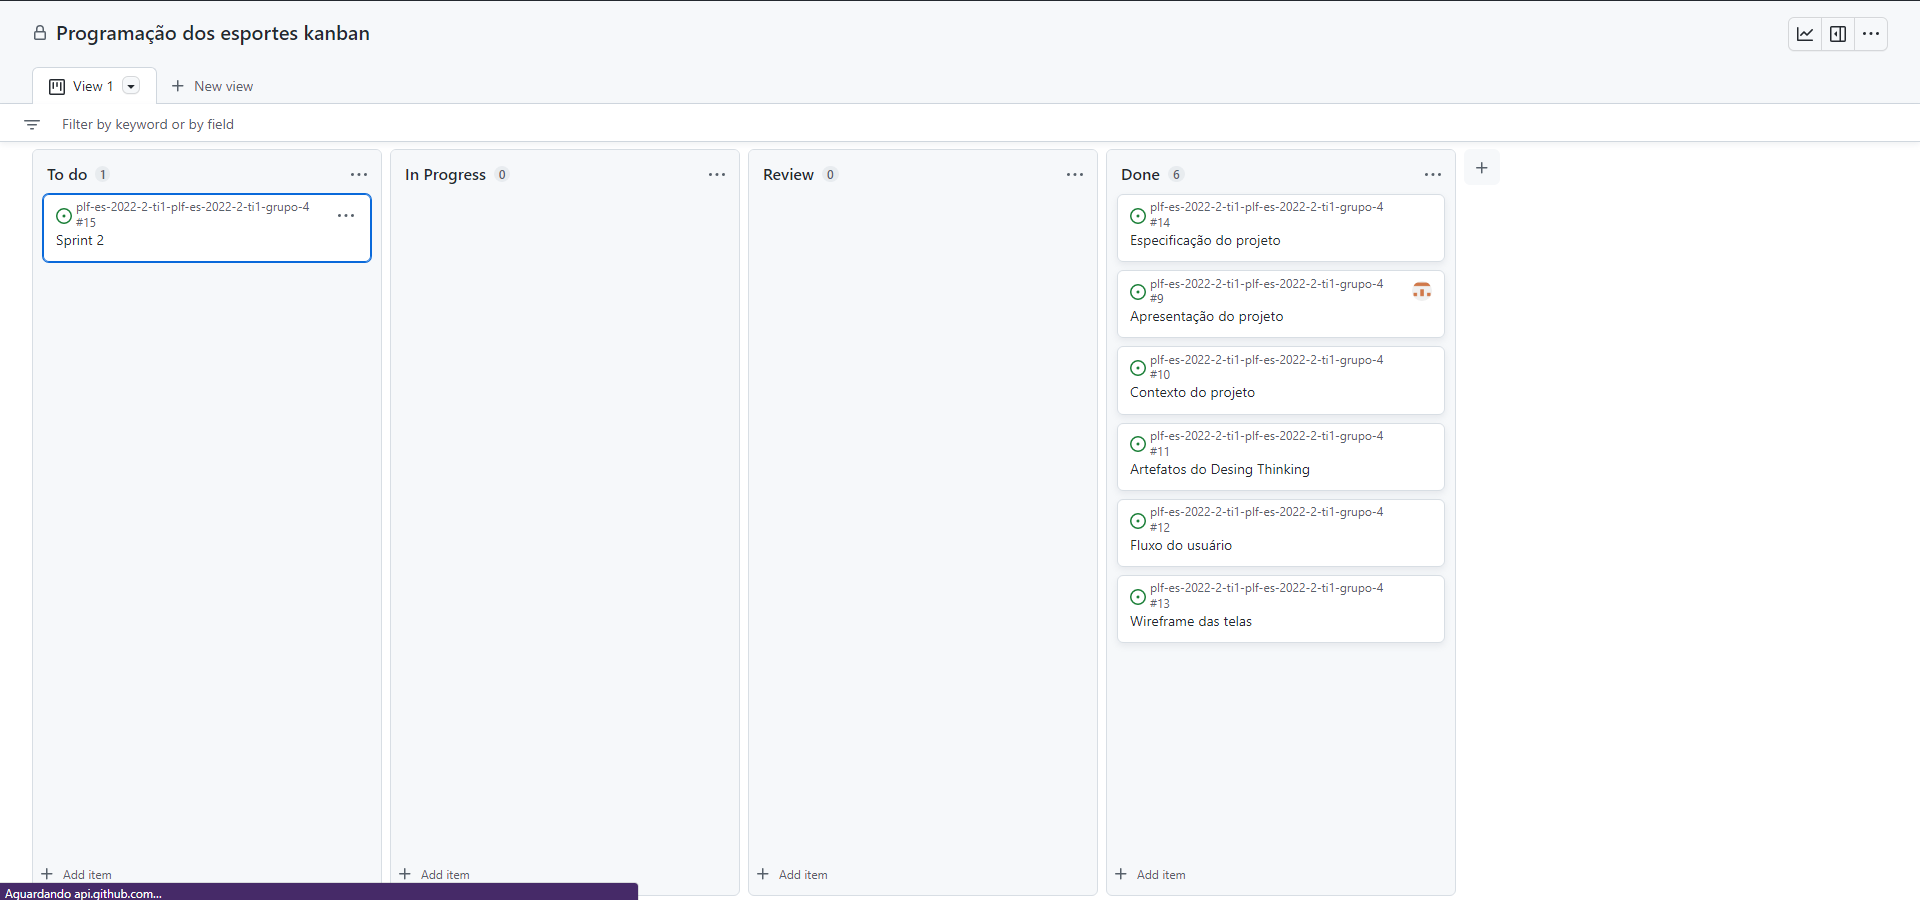 Programação dos esportes kanban
View 1
New view
Filter by keyword or by field
To do 1
plf-es-2022-2-ti1-plf-es-2022-2-ti1-grupo-4
#15
Sprint 2
Add item
In Progress 0
Add item
Review 0
Add item
Done 6
plf-es-2022-2-ti1-plf-es-2022-2-ti1-grupo-4
#14
Especificação do projeto
plf-es-2022-2-ti1-plf-es-2022-2-ti1-grupo-4
#9
Apresentação do projeto
plf-es-2022-2-ti1-plf-es-2022-2-ti1-grupo-4
#10
Contexto do projeto
plf-es-2022-2-ti1-plf-es-2022-2-ti1-grupo-4
#11
Artefatos do Desing Thinking
plf-es-2022-2-ti1-plf-es-2022-2-ti1-grupo-4
#12
Fluxo do usuário
plf-es-2022-2-ti1-plf-es-2022-2-ti1-grupo-4
#13
Wireframe das telas
Add item
Aguardando api.github.com...